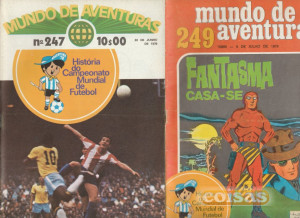 MUNDO DE AVENTURAS
nº 247
10$00
História
do
Campeonato
Mundial
de
Futebol
10
mundo de
aventuras
249
FANTASMA
CASA-SE
Mundial de
Futebol
coisas